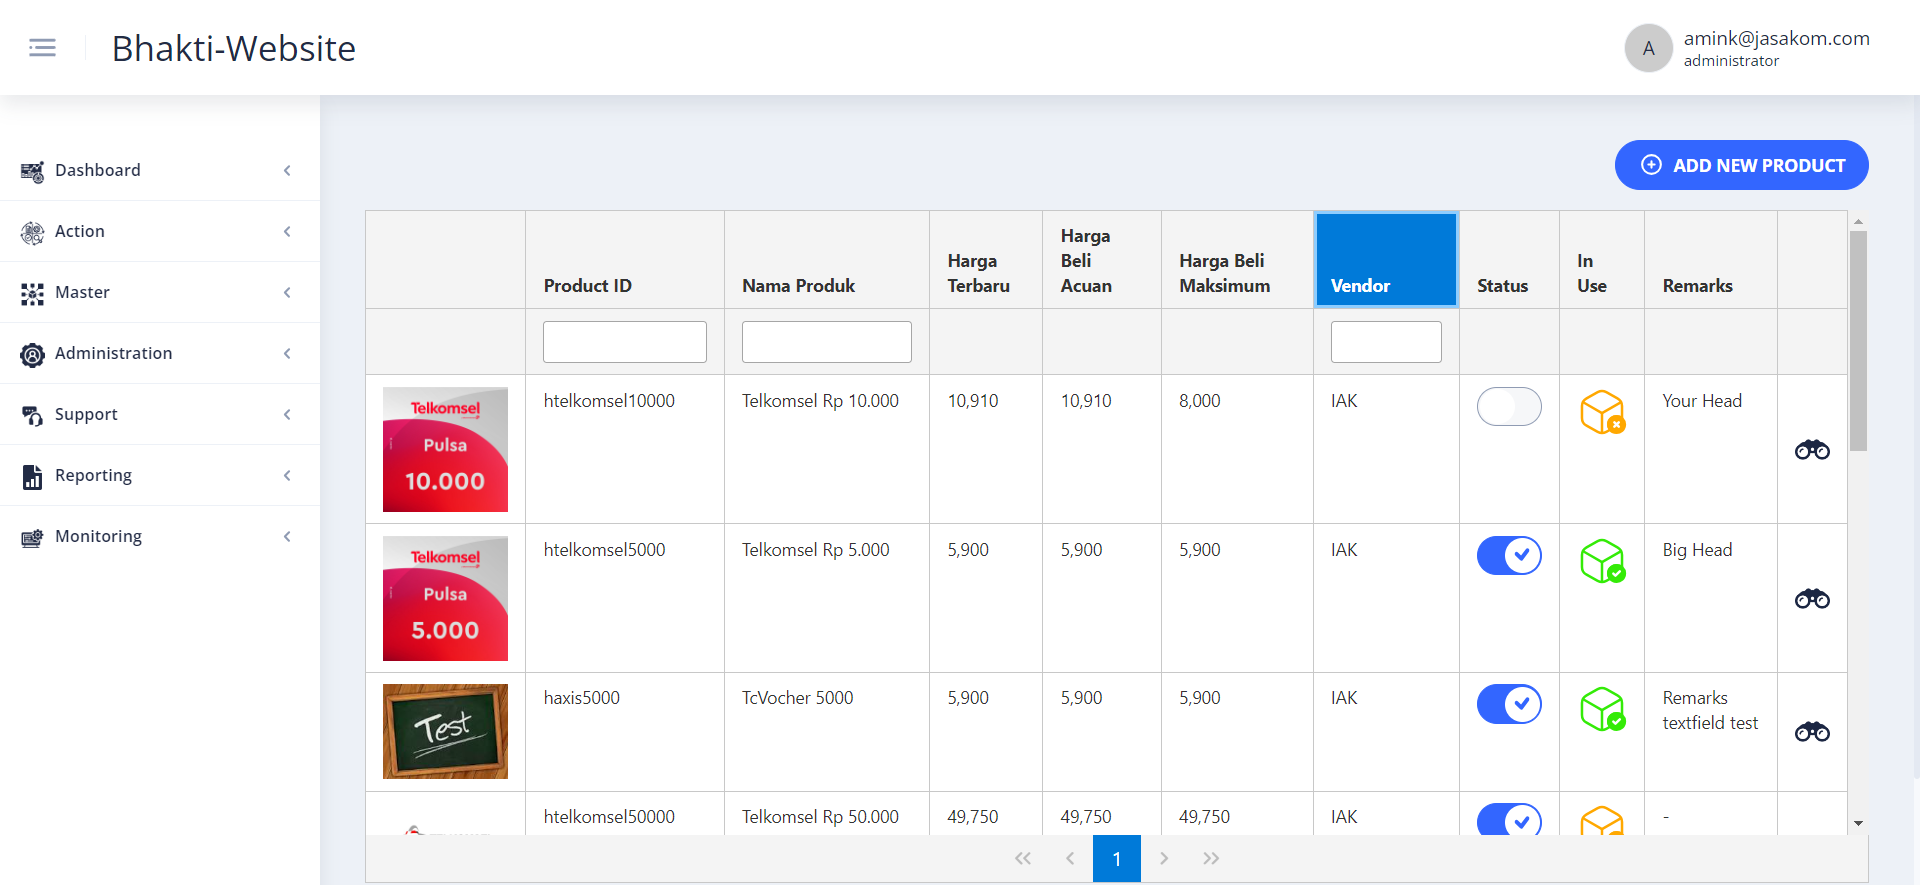 Bhakti-Website
A
amink@jasakom.com
administrator
Dashboard
Action
Master
Administration
Support
Reporting
Monitoring
ADD NEW PRODUCT
Product ID
Nama Produk
Harga
Terbaru
Harga
Beli
Acuan
Harga Beli
Maksimum
Vendor
Status
In
Use
Remarks
Telkomsel
Pulsa
10.000
htelkomsel10000
Telkomsel Rp 10.000
10,910
10,910
8,000
IAK
Your Head
Telkomsel
Pulsa
5.000
htelkomsel5000
Telkomsel Rp 5.000
5,900
5,900
5,900
IAK
Big Head
Test
haxis5000
TcVocher 5000
5,900
5,900
5,900
IAK
Remarks
textfield test
htelkomsel50000
Telkomsel Rp 50.000
49,750
49,750
49,750
IAK
-
1